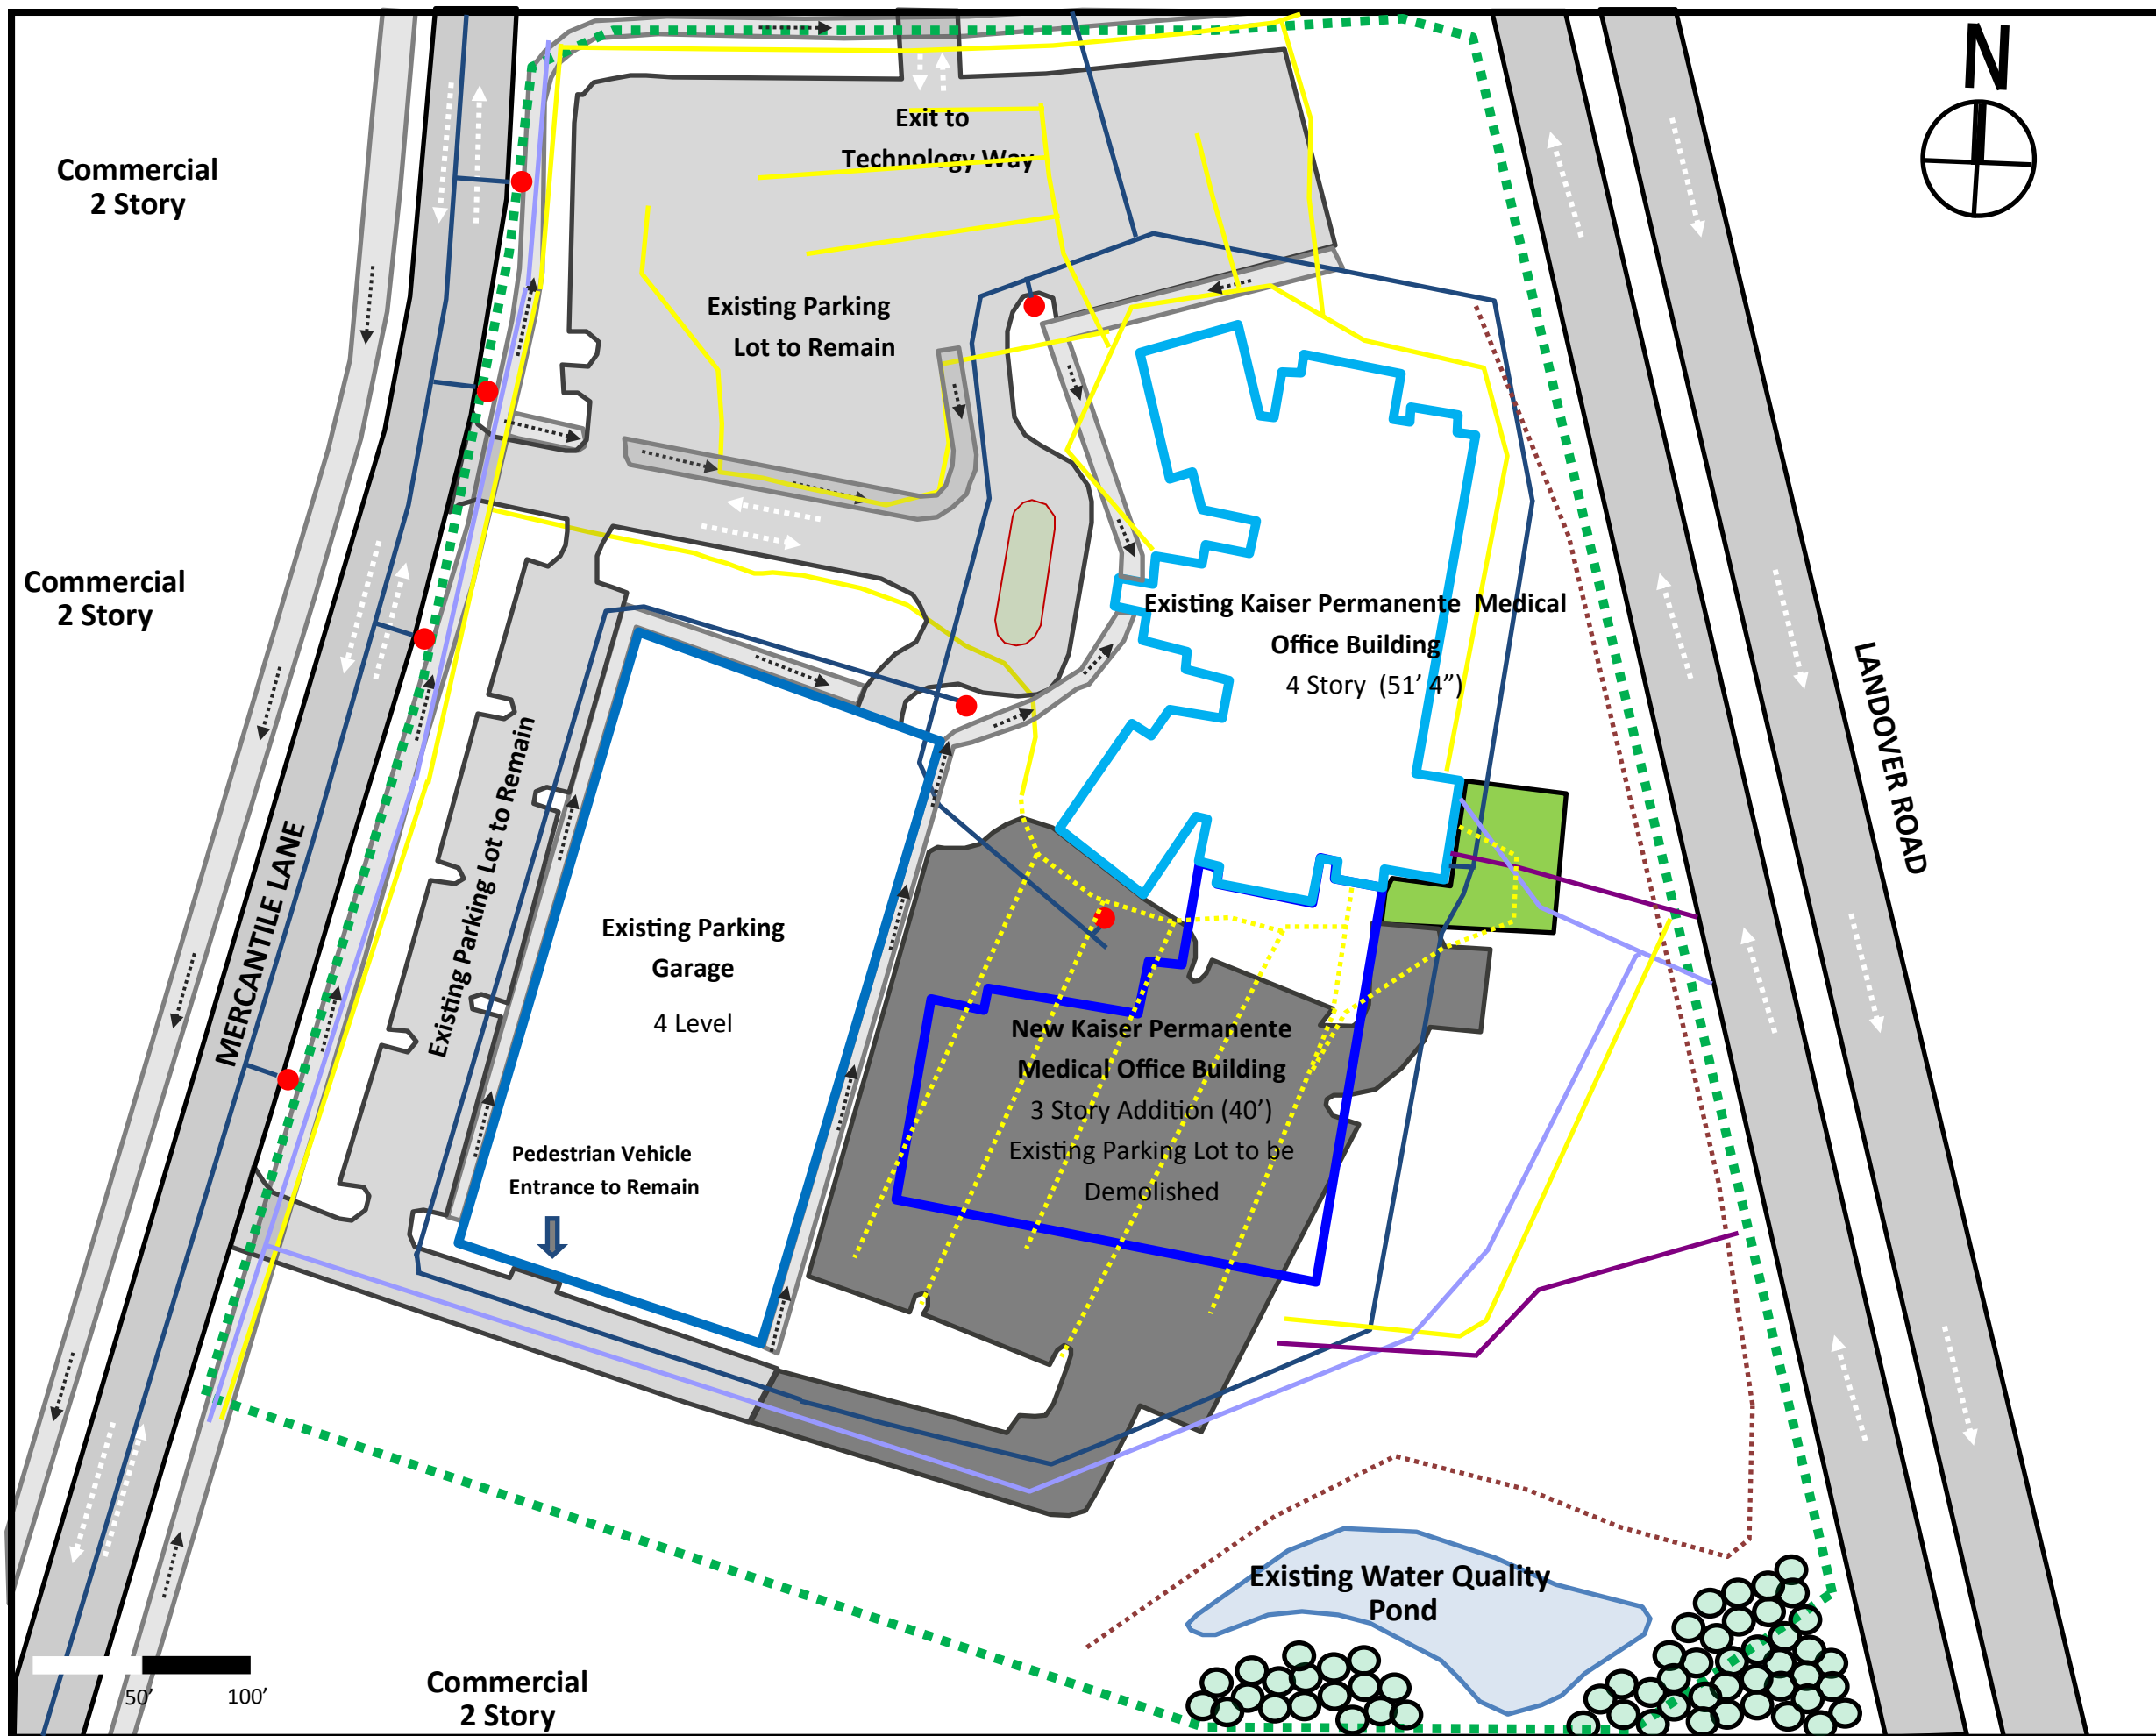 N
Exit to
Technology Way
Commercial
2 Story
Existing Parking
Lot to Remain
Commercial
2 Story
Existing Kaiser Permanente Medical
Office Building
4 Story (51’ 4”)
LANDOVER ROAD
MERCANTILE LANE
Existing Parking Lot to Remain
Existing Parking
Garage
4 Level
New Kaiser Permanente
Medical Office Building
3 Story Addition (40’)
Existing Parking Lot to be
Demolished
Pedestrian Vehicle
Entrance to Remain
Existing Water Quality
Pond
50’ 100’
Commercial
2 Story